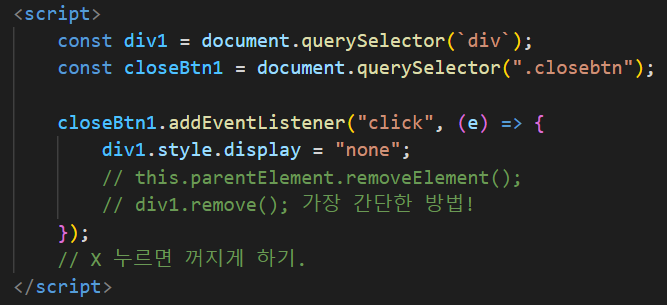 <script>
    const div1 = document.querySelector(`div`);
    const closeBtn1 = document.querySelector(".closebtn");

    closeBtn1.addEventListener("click", (e) => {
        div1.style.display = "none";
        // this.parentElement.removeElement();
        // div1.remove(); 가장 간단한 방법!
    });
    // X 누르면 꺼지게 하기.
</script>